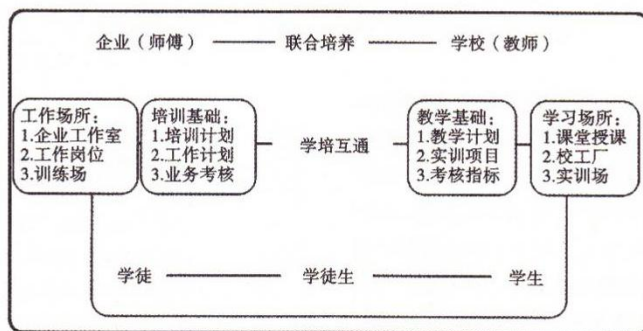 企业（师傅） 联合培养 学校（教师）
工作场所：
1.企业工作室
2.工作岗位
3.训练场
培训基础：
1.培训计划
2.工作计划
3.业务考核
学培互通
教学基础：
1.教学计划
2.实训项目
3.考核指标
学习场所：
1.课堂授课
2.校工厂
3.实训场
学徒 学徒生 学生